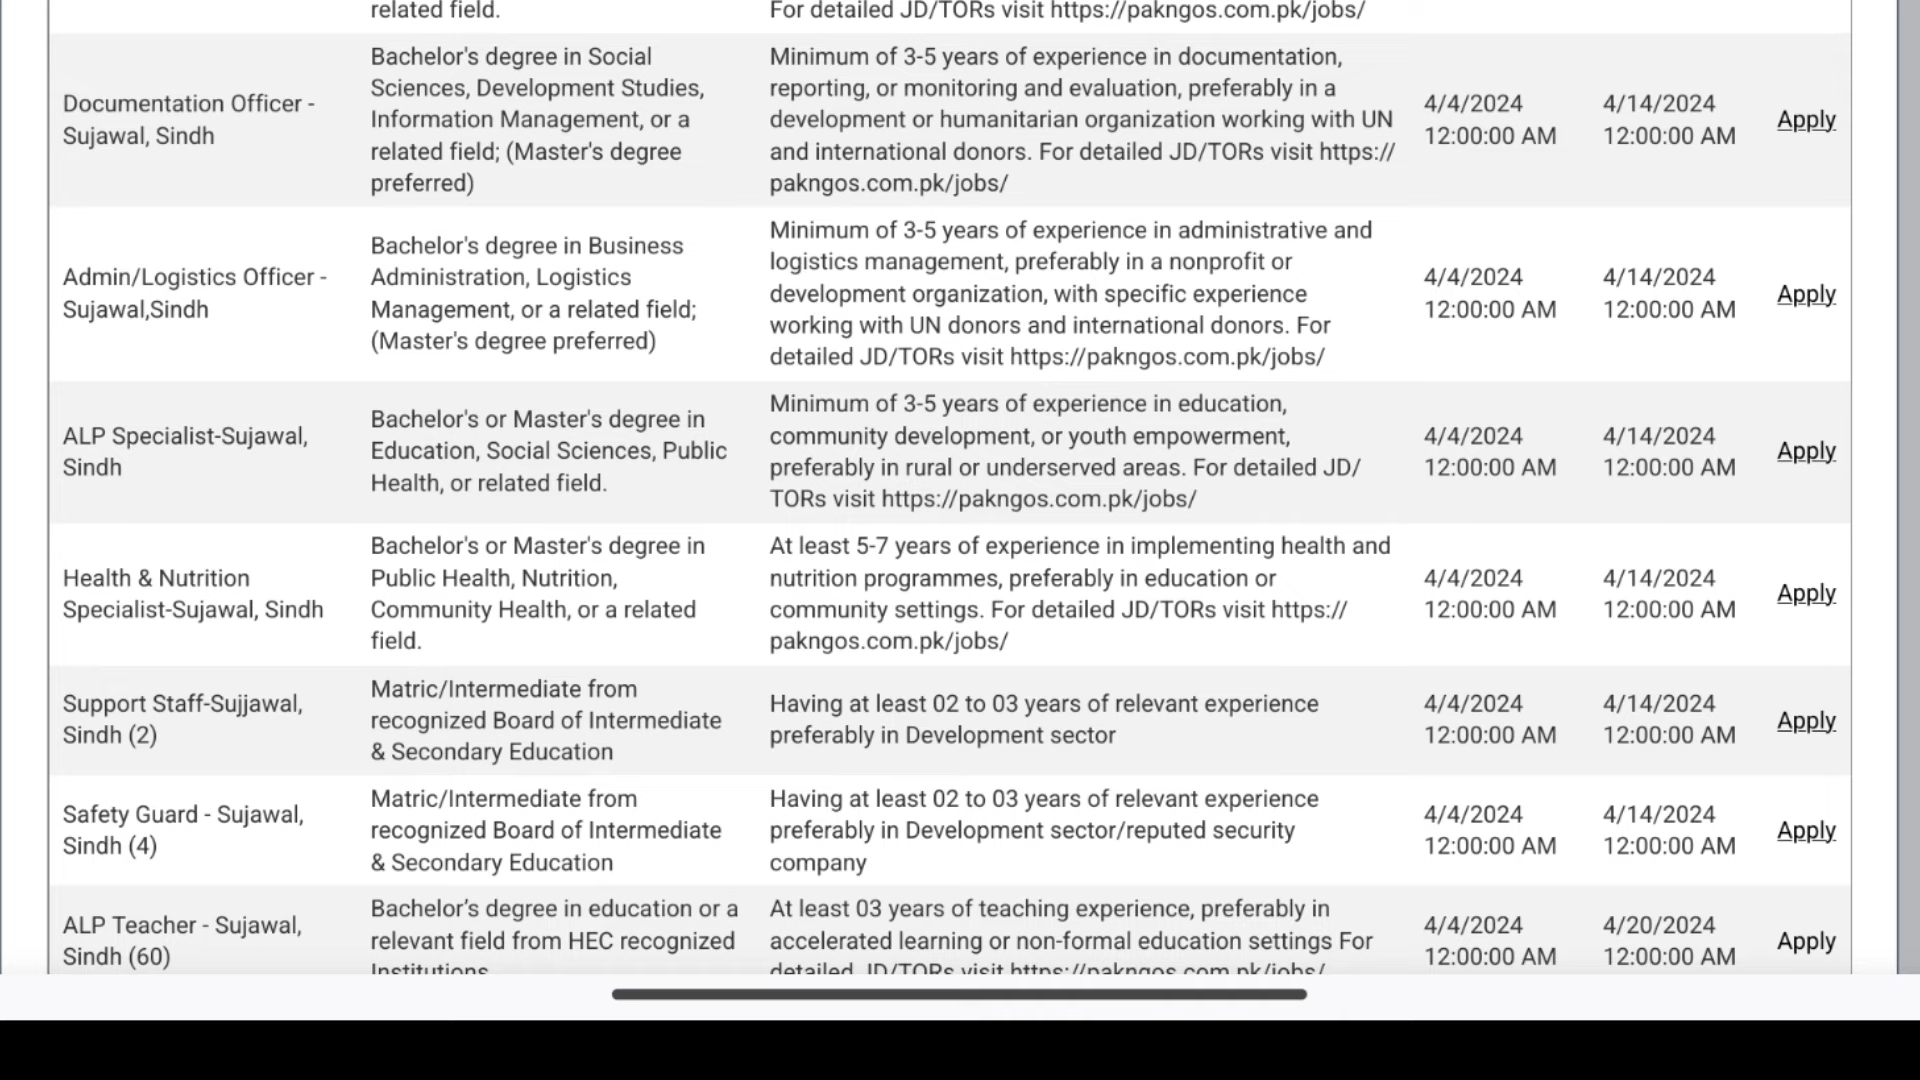 related field.
For detailed JD/TORs visit https://pakngos.com.pk/jobs/
Documentation Officer -
Sujawal, Sindh
Bachelor's degree in Social
Sciences, Development Studies,
Information Management, or a
related field; (Master's degree
preferred)
Minimum of 3-5 years of experience in documentation,
reporting, or monitoring and evaluation, preferably in a
development or humanitarian organization working with UN
and international donors. For detailed JD/TORs visit https://
pakngos.com.pk/jobs/
4/4/2024
12:00:00 AM
4/14/2024
12:00:00 AM
Apply
Admin/Logistics Officer -
Sujawal,Sindh
Bachelor's degree in Business
Administration, Logistics
Management, or a related field;
(Master's degree preferred)
Minimum of 3-5 years of experience in administrative and
logistics management, preferably in a nonprofit or
development organization, with specific experience
working with UN donors and international donors. For
detailed JD/TORs visit https://pakngos.com.pk/jobs/
4/4/2024
12:00:00 AM
4/14/2024
12:00:00 AM
Apply
ALP Specialist-Sujawal,
Sindh
Bachelor's or Master's degree in
Education, Social Sciences, Public
Health, or related field.
Minimum of 3-5 years of experience in education,
community development, or youth empowerment,
preferably in rural or underserved areas. For detailed JD/
TORs visit https://pakngos.com.pk/jobs/
4/4/2024
12:00:00 AM
4/14/2024
12:00:00 AM
Apply
Health & Nutrition
Specialist-Sujawal, Sindh
Bachelor's or Master's degree in
Public Health, Nutrition,
Community Health, or a related
field.
At least 5-7 years of experience in implementing health and
nutrition programmes, preferably in education or
community settings. For detailed JD/TORs visit https://
pakngos.com.pk/jobs/
4/4/2024
12:00:00 AM
4/14/2024
12:00:00 AM
Apply
Support Staff-Sujjawal,
Sindh (2)
Matric/Intermediate from
recognized Board of Intermediate
& Secondary Education
Having at least 02 to 03 years of relevant experience
preferably in Development sector
4/4/2024
12:00:00 AM
4/14/2024
12:00:00 AM
Apply
Safety Guard - Sujawal,
Sindh (4)
Matric/Intermediate from
recognized Board of Intermediate
& Secondary Education
Having at least 02 to 03 years of relevant experience
preferably in Development sector/reputed security
company
4/4/2024
12:00:00 AM
4/14/2024
12:00:00 AM
Apply
ALP Teacher - Sujawal,
Sindh (60)
Bachelor’s degree in education or a
relevant field from HEC recognized
Institutions
At least 03 years of teaching experience, preferably in
accelerated learning or non-formal education settings For
detailed JD/TORs visit https://pakngos.com.pk/jobs/
4/4/2024
12:00:00 AM
4/20/2024
12:00:00 AM
Apply